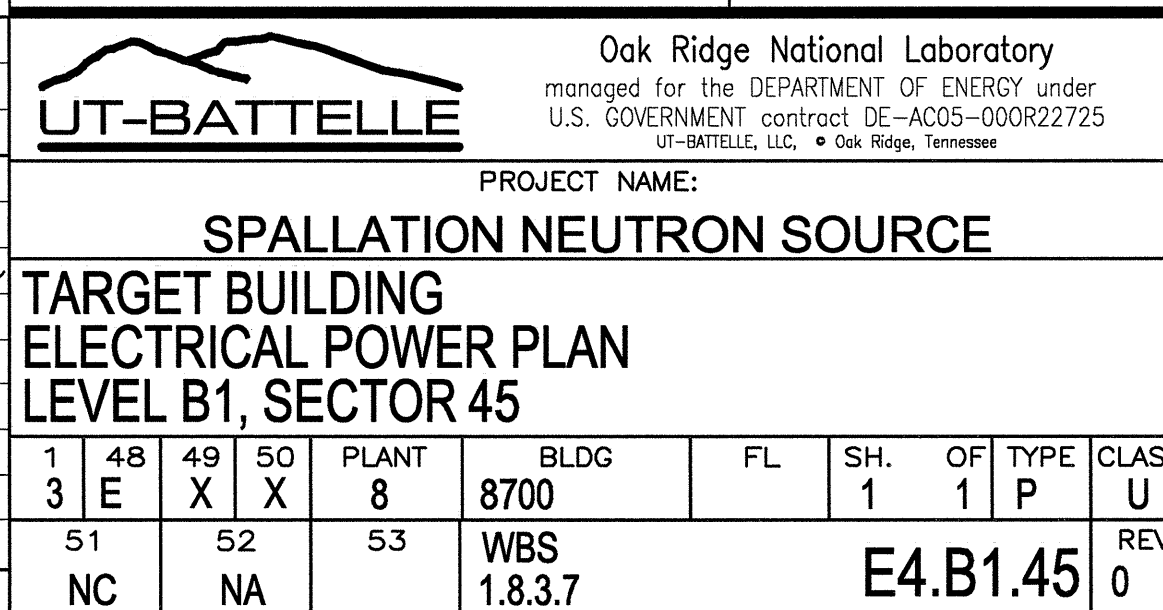 UT-BATTELLE
Oak Ridge National Laboratory
managed for the DEPARTMENT OF ENERGY under
U.S. GOVERNMENT contract DE-AC05-00OR22725
UT-BATTELLE, LLC, Oak Ridge, Tennessee
PROJECT NAME:
SPALLATION NEUTRON SOURCE
TARGET BUILDING
ELECTRICAL POWER PLAN
LEVEL B1, SECTOR 45
1 48 49 50 PLANT BLDG FL SH. OF TYPE CLAS
3 E X X 8 8700 1 1 P U
51 52 53 WBS E4.B1.45 REV
NC NA 1.8.3.7 0